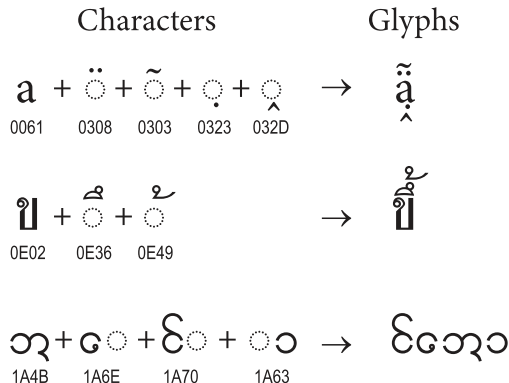 Characters Glyphs
a + ◌̈ + ◌̃ + ◌̣ + ◌̭ → ạ̭̈̃
0061 0308 0303 0323 032D
ข + ◌ึ + ◌้ → ขึ้
0E02 0E36 0E49
ᩋ + ◌ᩮ + ◌ᩰ + ◌ᩣ → ᩋᩮᩰᩣ
1A4B 1A6E 1A70 1A63